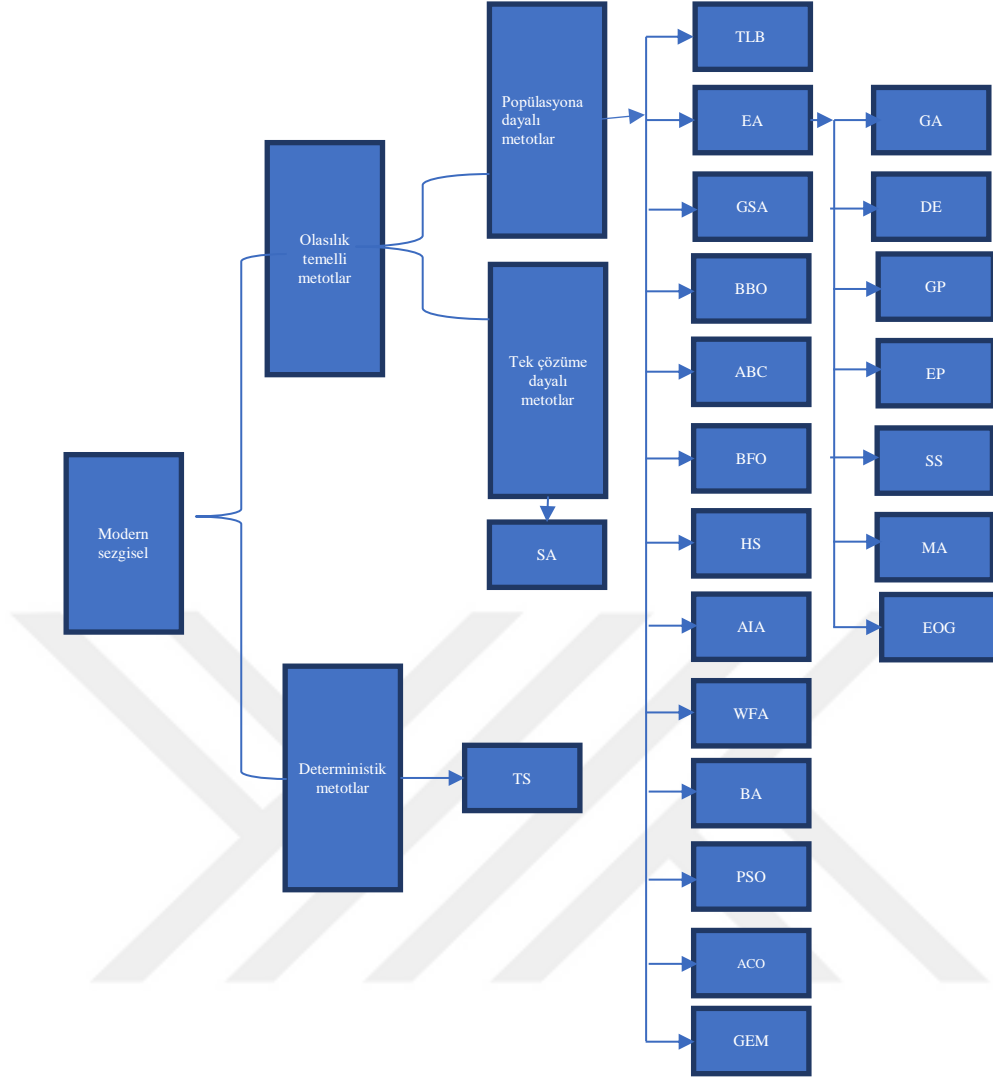 Modern
sezgisel
Olasılık
temelli
metotlar
Deterministik
metotlar
Popülasyona
dayalı
metotlar
Tek çözüme
dayalı
metotlar
SA
TS
TLB
EA
GSA
BBO
ABC
BFO
HS
AIA
WFA
BA
PSO
ACO
GEM
GA
DE
GP
EP
SS
MA
EOG